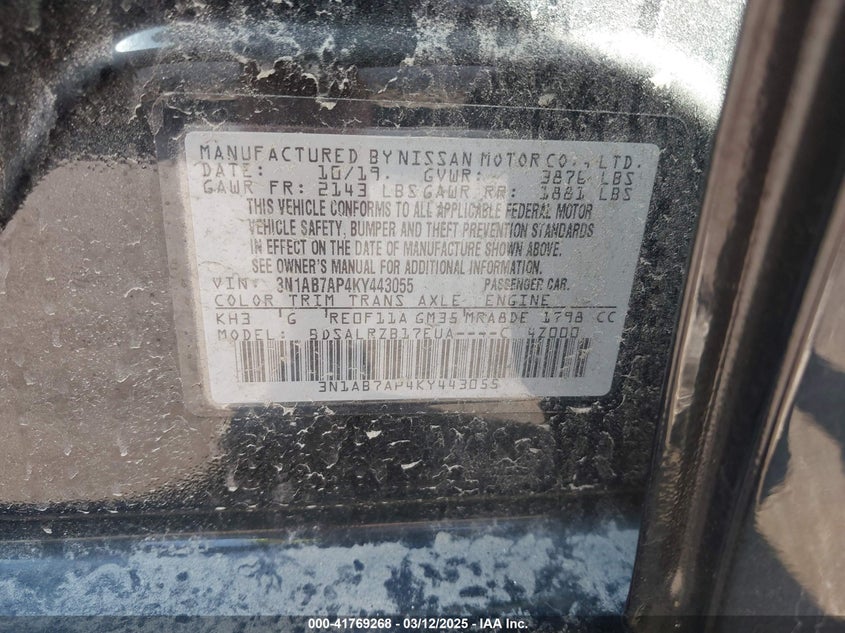 MANUFACTURED BY NISSAN MOTOR CO., LTD.
DATE: 10/19. GVWR: 3876 LBS
GAWR FR: 2143 LBS GAWR RR: 1881 LBS
THIS VEHICLE CONFORMS TO ALL APPLICABLE FEDERAL MOTOR
VEHICLE SAFETY, BUMPER AND THEFT PREVENTION STANDARDS
IN EFFECT ON THE DATE OF MANUFACTURE SHOWN ABOVE.
SEE OWNER'S MANUAL FOR ADDITIONAL INFORMATION.
VIN: 3N1AB7AP4KY443055 PASSENGER CAR.
COLOR TRIM TRANS AXLE ENGINE
KH3 G RE0F11A GM35 MRA8DE 1798 CC
MODEL: BDSALRZB17EUA----C 4Z000
3N1AB7AP4KY443055
000-41769268 - 03/12/2025 - IAA, Inc.